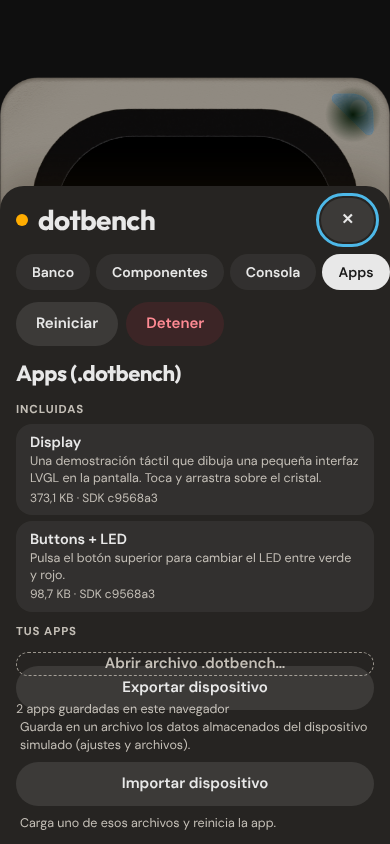 dotbench
×
Banco
Componentes
Consola
Apps
Reiniciar
Detener
Apps (.dotbench)
INCLUIDAS
Display
Una demostración táctil que dibuja una pequeña interfaz
LVGL en la pantalla. Toca y arrastra sobre el cristal.
373,1 KB · SDK c9568a3
Buttons + LED
Pulsa el botón superior para cambiar el LED entre verde
y rojo.
98,7 KB · SDK c9568a3
TUS APPS
Abrir archivo .dotbench…
Exportar dispositivo
2 apps guardadas en este navegador
Guarda en un archivo los datos almacenados del dispositivo
simulado (ajustes y archivos).
Importar dispositivo
Carga uno de esos archivos y reinicia la app.